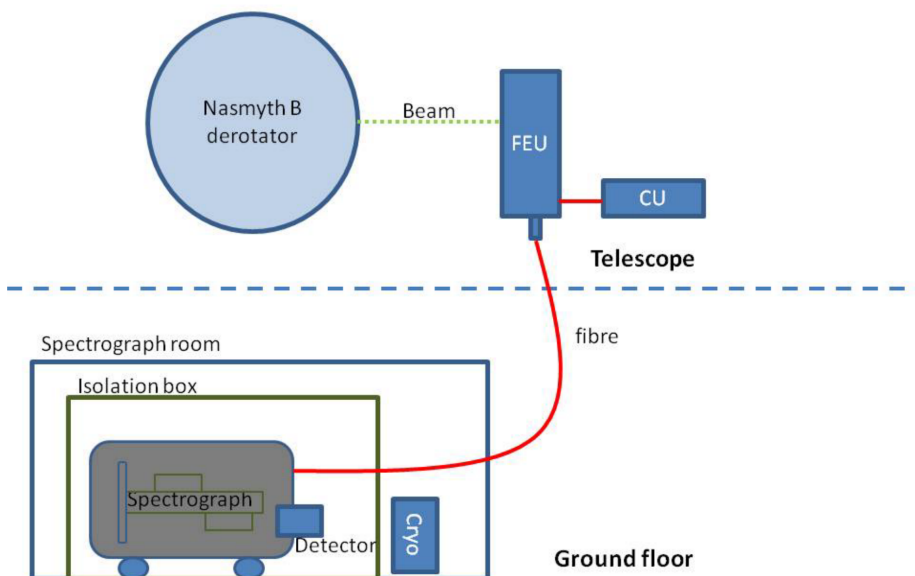 Nasmyth B
derotator
Beam
FEU
CU
Telescope
fibre
Spectrograph room
Isolation box
Spectrograph
Detector
Cryo
Ground floor